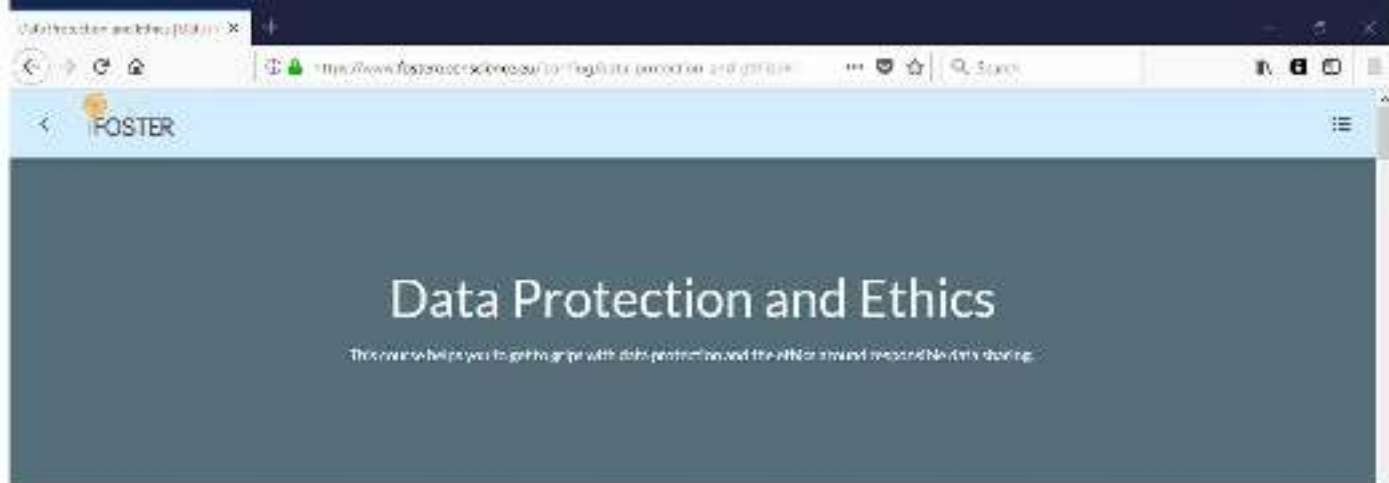 Search
FOSTER
Data Protection and Ethics
This course helps you to get to grips with data protection and the ethics around responsible data sharing.